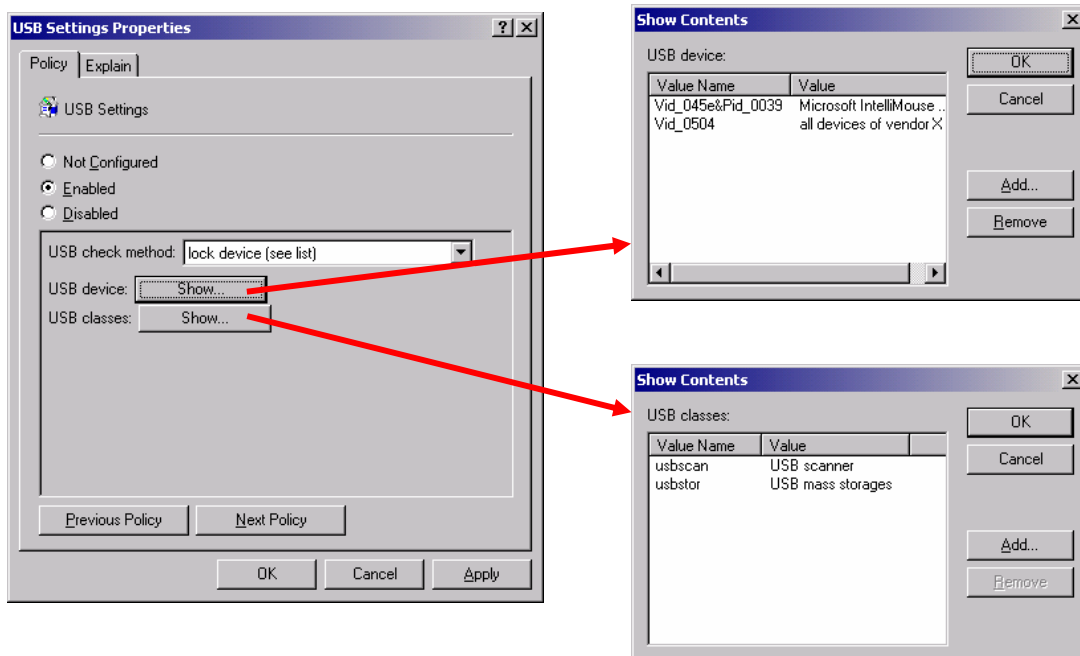 USB Settings Properties
Policy
Explain
USB Settings
Not Configured
Enabled
Disabled
USB check method: lock device (see list)
USB device: Show...
USB classes: Show...
Previous Policy
Next Policy
OK
Cancel
Apply
Show Contents
USB device:
Value Name Value
Vid_045e&Pid_0039 Microsoft IntelliMouse ..
Vid_0504 all devices of vendor X
OK
Cancel
Add...
Remove
Show Contents
USB classes:
Value Name Value
usbscan USB scanner
usbstor USB mass storages
OK
Cancel
Add...
Remove